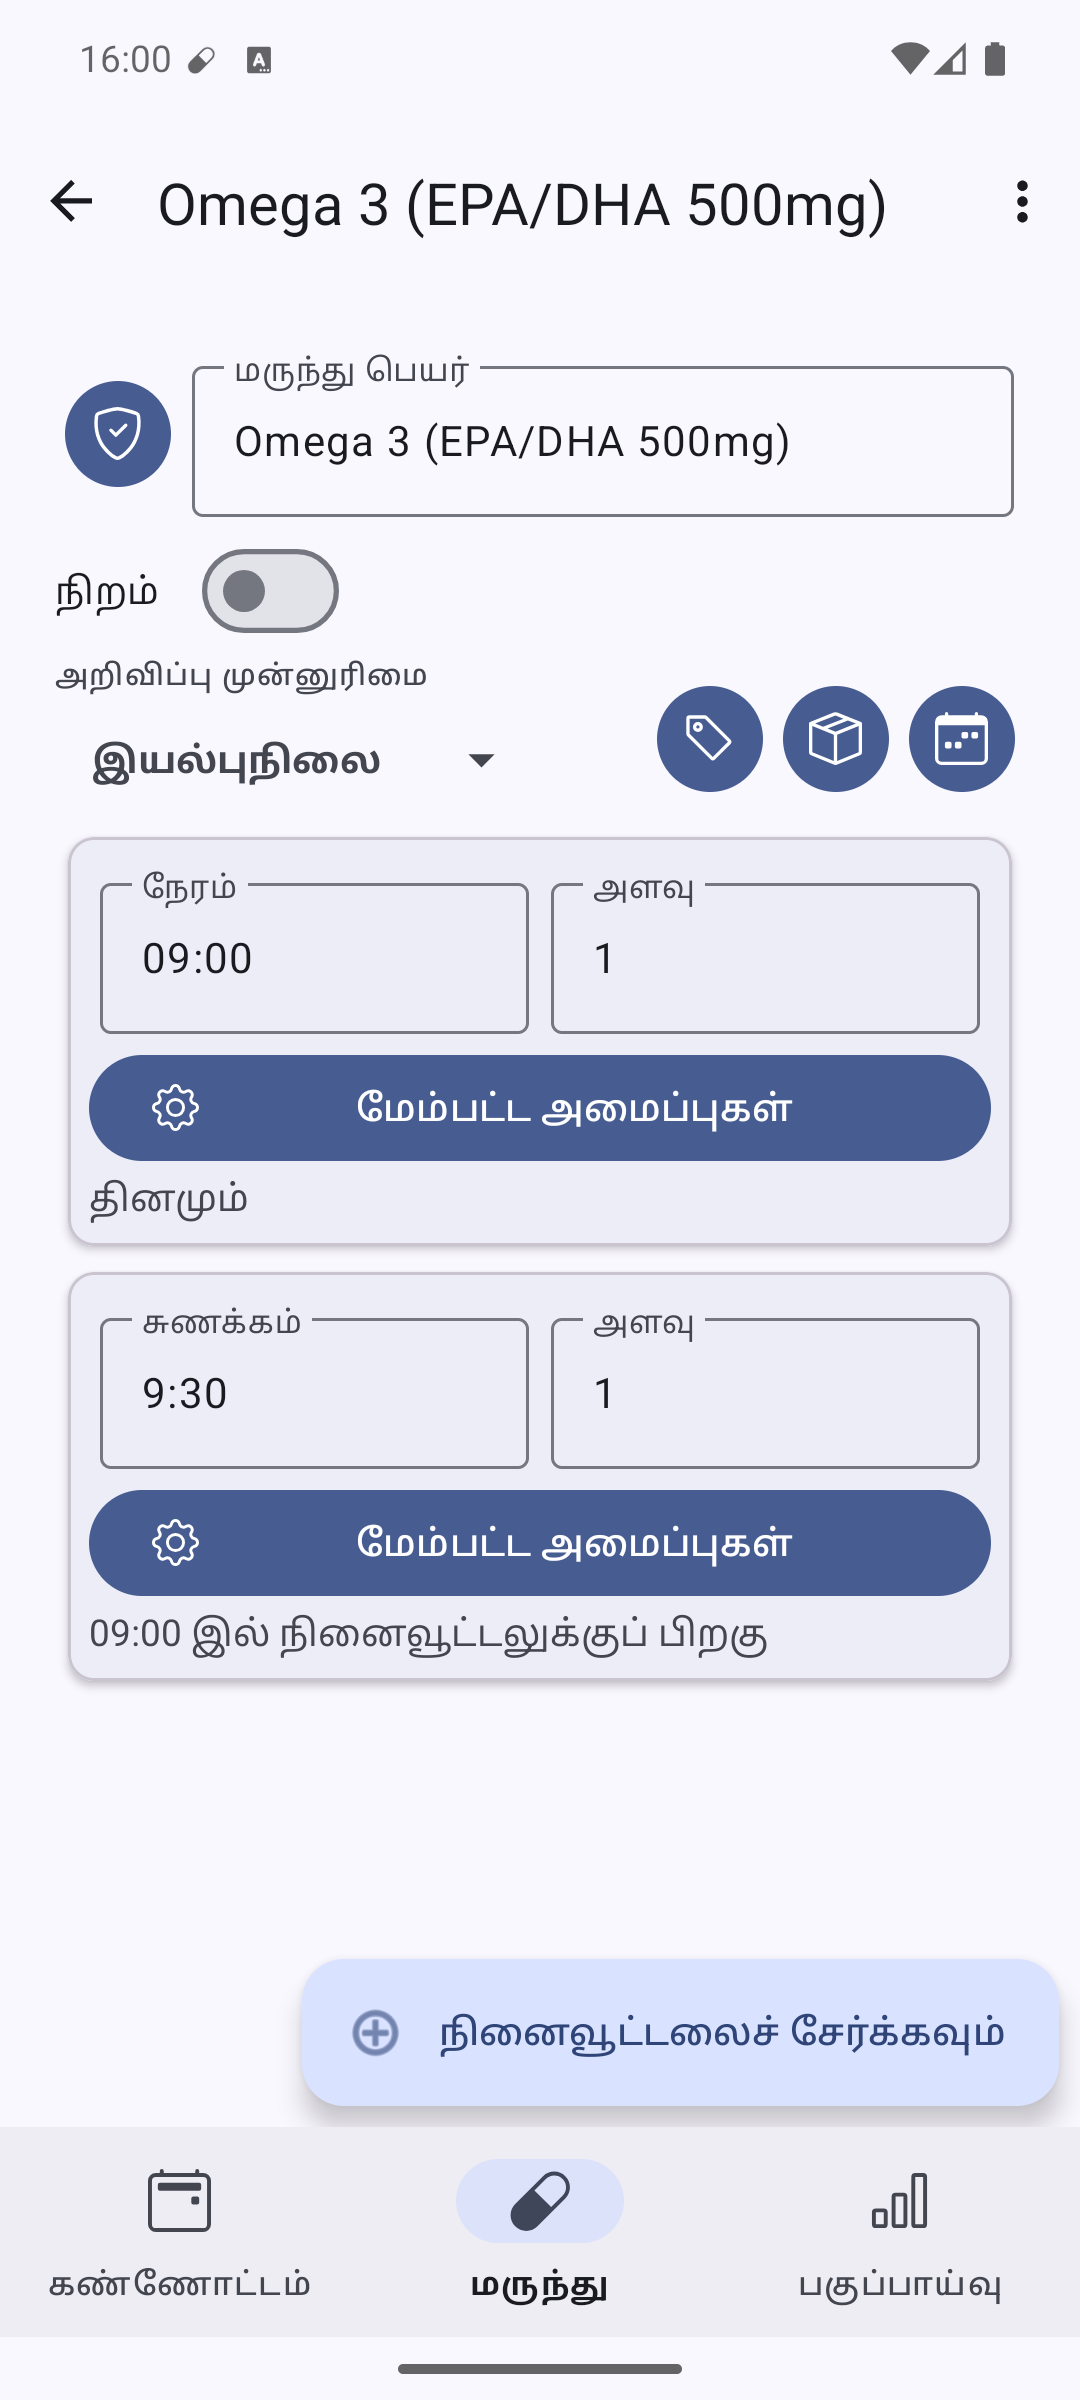 16:00
Omega 3 (EPA/DHA 500mg)
மருந்து பெயர்
Omega 3 (EPA/DHA 500mg)
நிறம்
அறிவிப்பு முன்னுரிமை
இயல்புநிலை
நேரம் அளவு
09:00 1
மேம்பட்ட அமைப்புகள்
தினமும்
சுணக்கம் அளவு
9:30 1
மேம்பட்ட அமைப்புகள்
09:00 இல் நினைவூட்டலுக்குப் பிறகு
நினைவூட்டலைச் சேர்க்கவும்
கண்ணோட்டம் மருந்து பகுப்பாய்வு